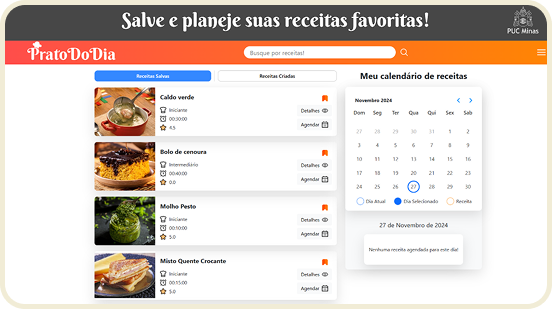 Salve e planeje suas receitas favoritas!
PUC Minas
PratoDoDia
Busque por receitas!
Receitas Salvas
Receitas Criadas
Caldo verde
Iniciante
00:30:00
4.5
Detalhes
Agendar
Bolo de cenoura
Intermediário
00:40:00
0.0
Detalhes
Agendar
Molho Pesto
Iniciante
00:10:00
5.0
Detalhes
Agendar
Misto Quente Crocante
Iniciante
00:15:00
5.0
Detalhes
Agendar
Meu calendário de receitas
Novembro 2024
Dom Seg Ter Qua Qui Sex Sab
27 28 29 30 31 1 2
3 4 5 6 7 8 9
10 11 12 13 14 15 16
17 18 19 20 21 22 23
24 25 26 27 28 29 30
Dia Atual Dia Selecionado Receita
27 de Novembro de 2024
Nenhuma receita agendada para este dia!